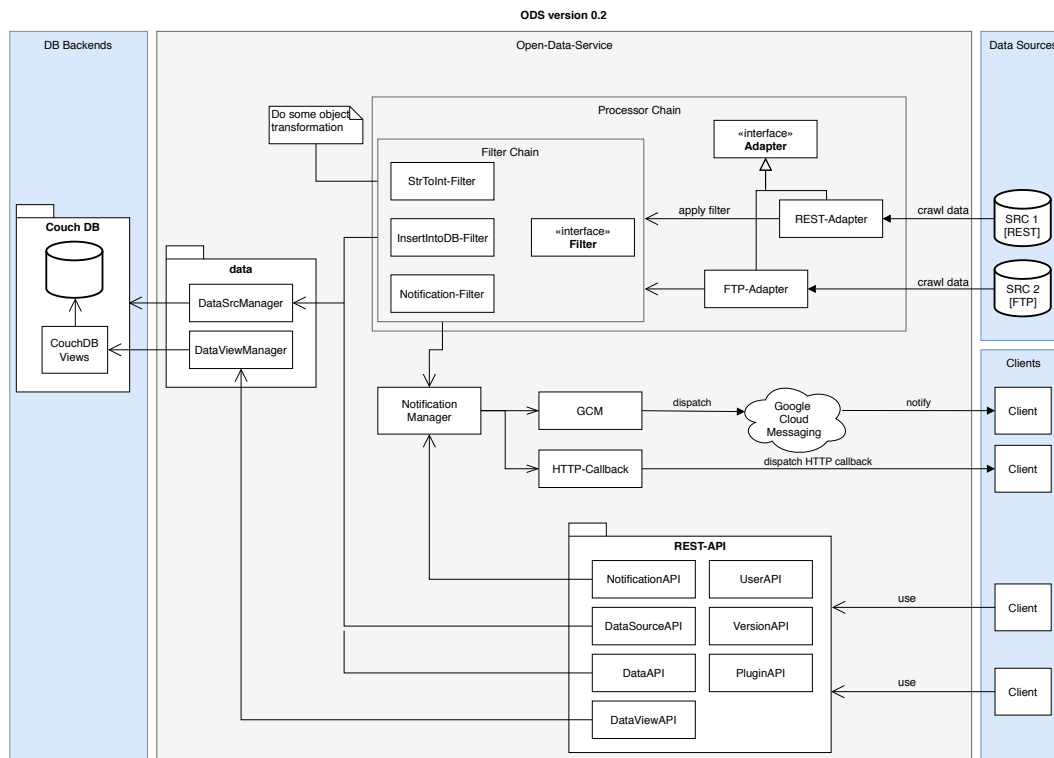 ODS version 0.2
DB Backends
Open-Data-Service
Data Sources
Do some object
transformation
Processor Chain
«interface»
Adapter
Filter Chain
StrToInt-Filter
InsertIntoDB-Filter
Notification-Filter
«interface»
Filter
apply filter
REST-Adapter
crawl data
SRC 1
[REST]
FTP-Adapter
crawl data
SRC 2
[FTP]
Couch DB
CouchDB
Views
data
DataSrcManager
DataViewManager
Clients
Notification
Manager
GCM
dispatch
Google
Cloud
Messaging
notify
Client
HTTP-Callback
dispatch HTTP callback
Client
REST-API
NotificationAPI
UserAPI
DataSourceAPI
VersionAPI
DataAPI
PluginAPI
DataViewAPI
use
Client
use
Client